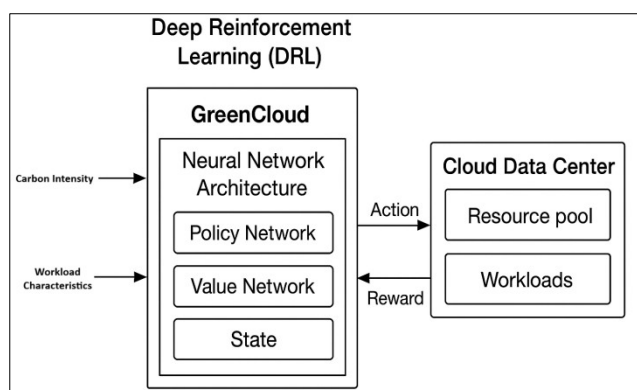 Deep Reinforcement
Learning (DRL)
GreenCloud
Neural Network
Architecture
Policy Network
Value Network
State
Carbon Intensity
Workload
Characteristics
Action
Reward
Cloud Data Center
Resource pool
Workloads